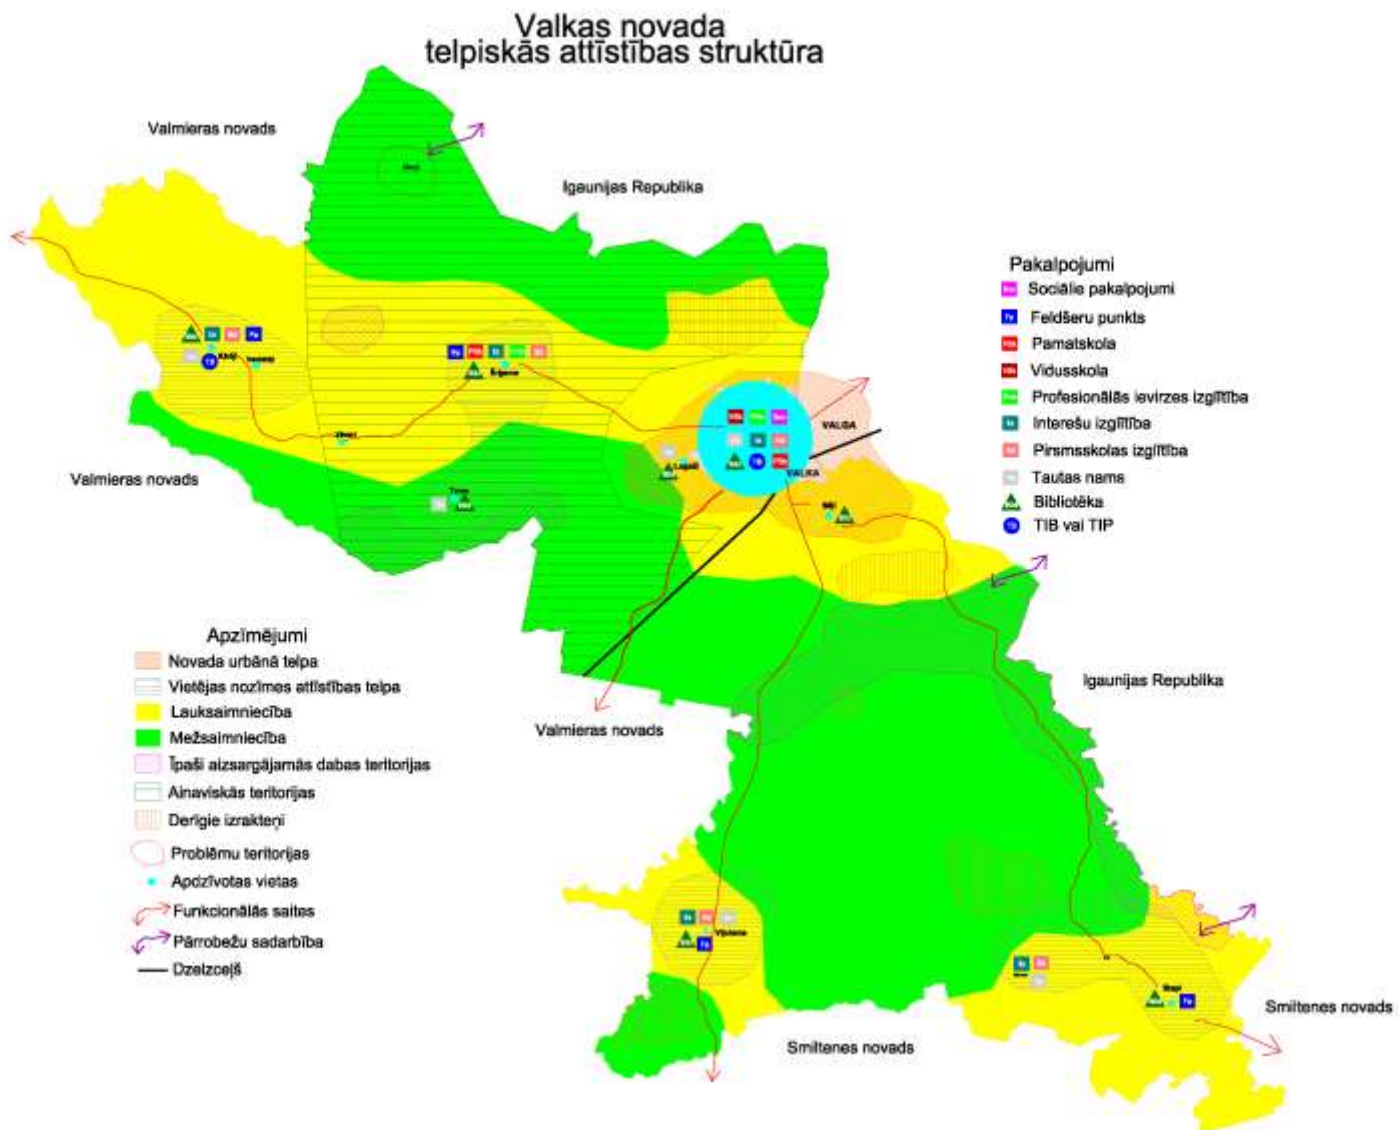 Valkas novada
telpiskās attīstības struktūra
Valmieras novads
Igaunijas Republika
Pakalpojumi
Sociālie pakalpojumi
Feldšeru punkts
Pamatskola
Vidusskola
Profesionālās ievirzes izglītība
Interešu izglītība
Pirsmsskolas izglītība
Tautas nams
Bibliotēka
TIB vai TIP
VALGA
VALKA
Valmieras novads
Apzīmējumi
Novada urbānā telpa
Vietējas nozīmes attīstības telpa
Lauksaimniecība
Mežsaimniecība
Īpaši aizsargājamās dabas teritorijas
Ainaviskās teritorijas
Derīgie izrakteņi
Problēmu teritorijas
Apdzīvotas vietas
Funkcionālās saites
Pārrobežu sadarbība
Dzelzceļš
Igaunijas Republika
Valmieras novads
Smiltenes novads
Smiltenes novads